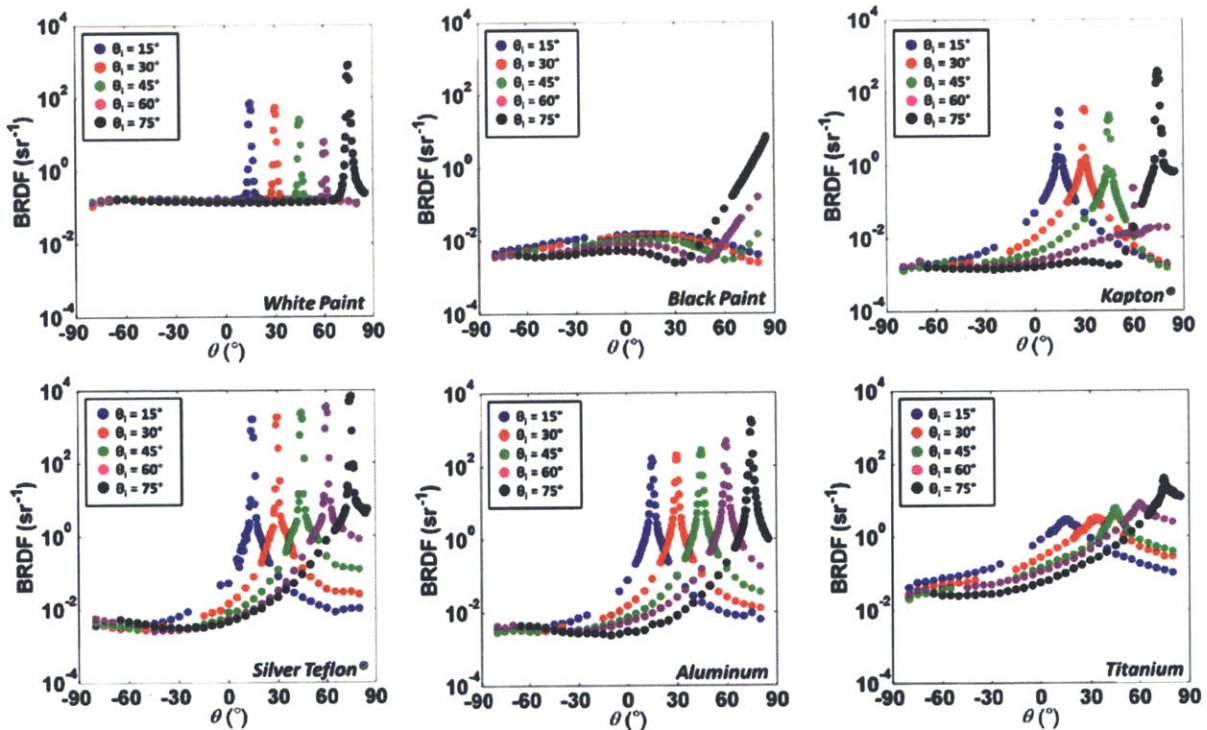 10⁴
10²
10⁰
10⁻²
10⁻⁴
BRDF (sr⁻¹)
θᵢ = 15°
θᵢ = 30°
θᵢ = 45°
θᵢ = 60°
θᵢ = 75°
White Paint
-90 -60 -30 0 30 60 90
θ (°)
10⁴
10²
10⁰
10⁻²
10⁻⁴
BRDF (sr⁻¹)
θᵢ = 15°
θᵢ = 30°
θᵢ = 45°
θᵢ = 60°
θᵢ = 75°
Black Paint
-90 -60 -30 0 30 60 90
θ (°)
10⁴
10²
10⁰
10⁻²
10⁻⁴
BRDF (sr⁻¹)
θᵢ = 15°
θᵢ = 30°
θᵢ = 45°
θᵢ = 60°
θᵢ = 75°
Kapton®
-90 -60 -30 0 30 60 90
θ (°)
10⁴
10²
10⁰
10⁻²
10⁻⁴
BRDF (sr⁻¹)
θᵢ = 15°
θᵢ = 30°
θᵢ = 45°
θᵢ = 60°
θᵢ = 75°
Silver Teflon®
-90 -60 -30 0 30 60 90
θ (°)
10⁴
10²
10⁰
10⁻²
10⁻⁴
BRDF (sr⁻¹)
θᵢ = 15°
θᵢ = 30°
θᵢ = 45°
θᵢ = 60°
θᵢ = 75°
Aluminum
-90 -60 -30 0 30 60 90
θ (°)
10⁴
10²
10⁰
10⁻²
10⁻⁴
BRDF (sr⁻¹)
θᵢ = 15°
θᵢ = 30°
θᵢ = 45°
θᵢ = 60°
θᵢ = 75°
Titanium
-90 -60 -30 0 30 60 90
θ (°)